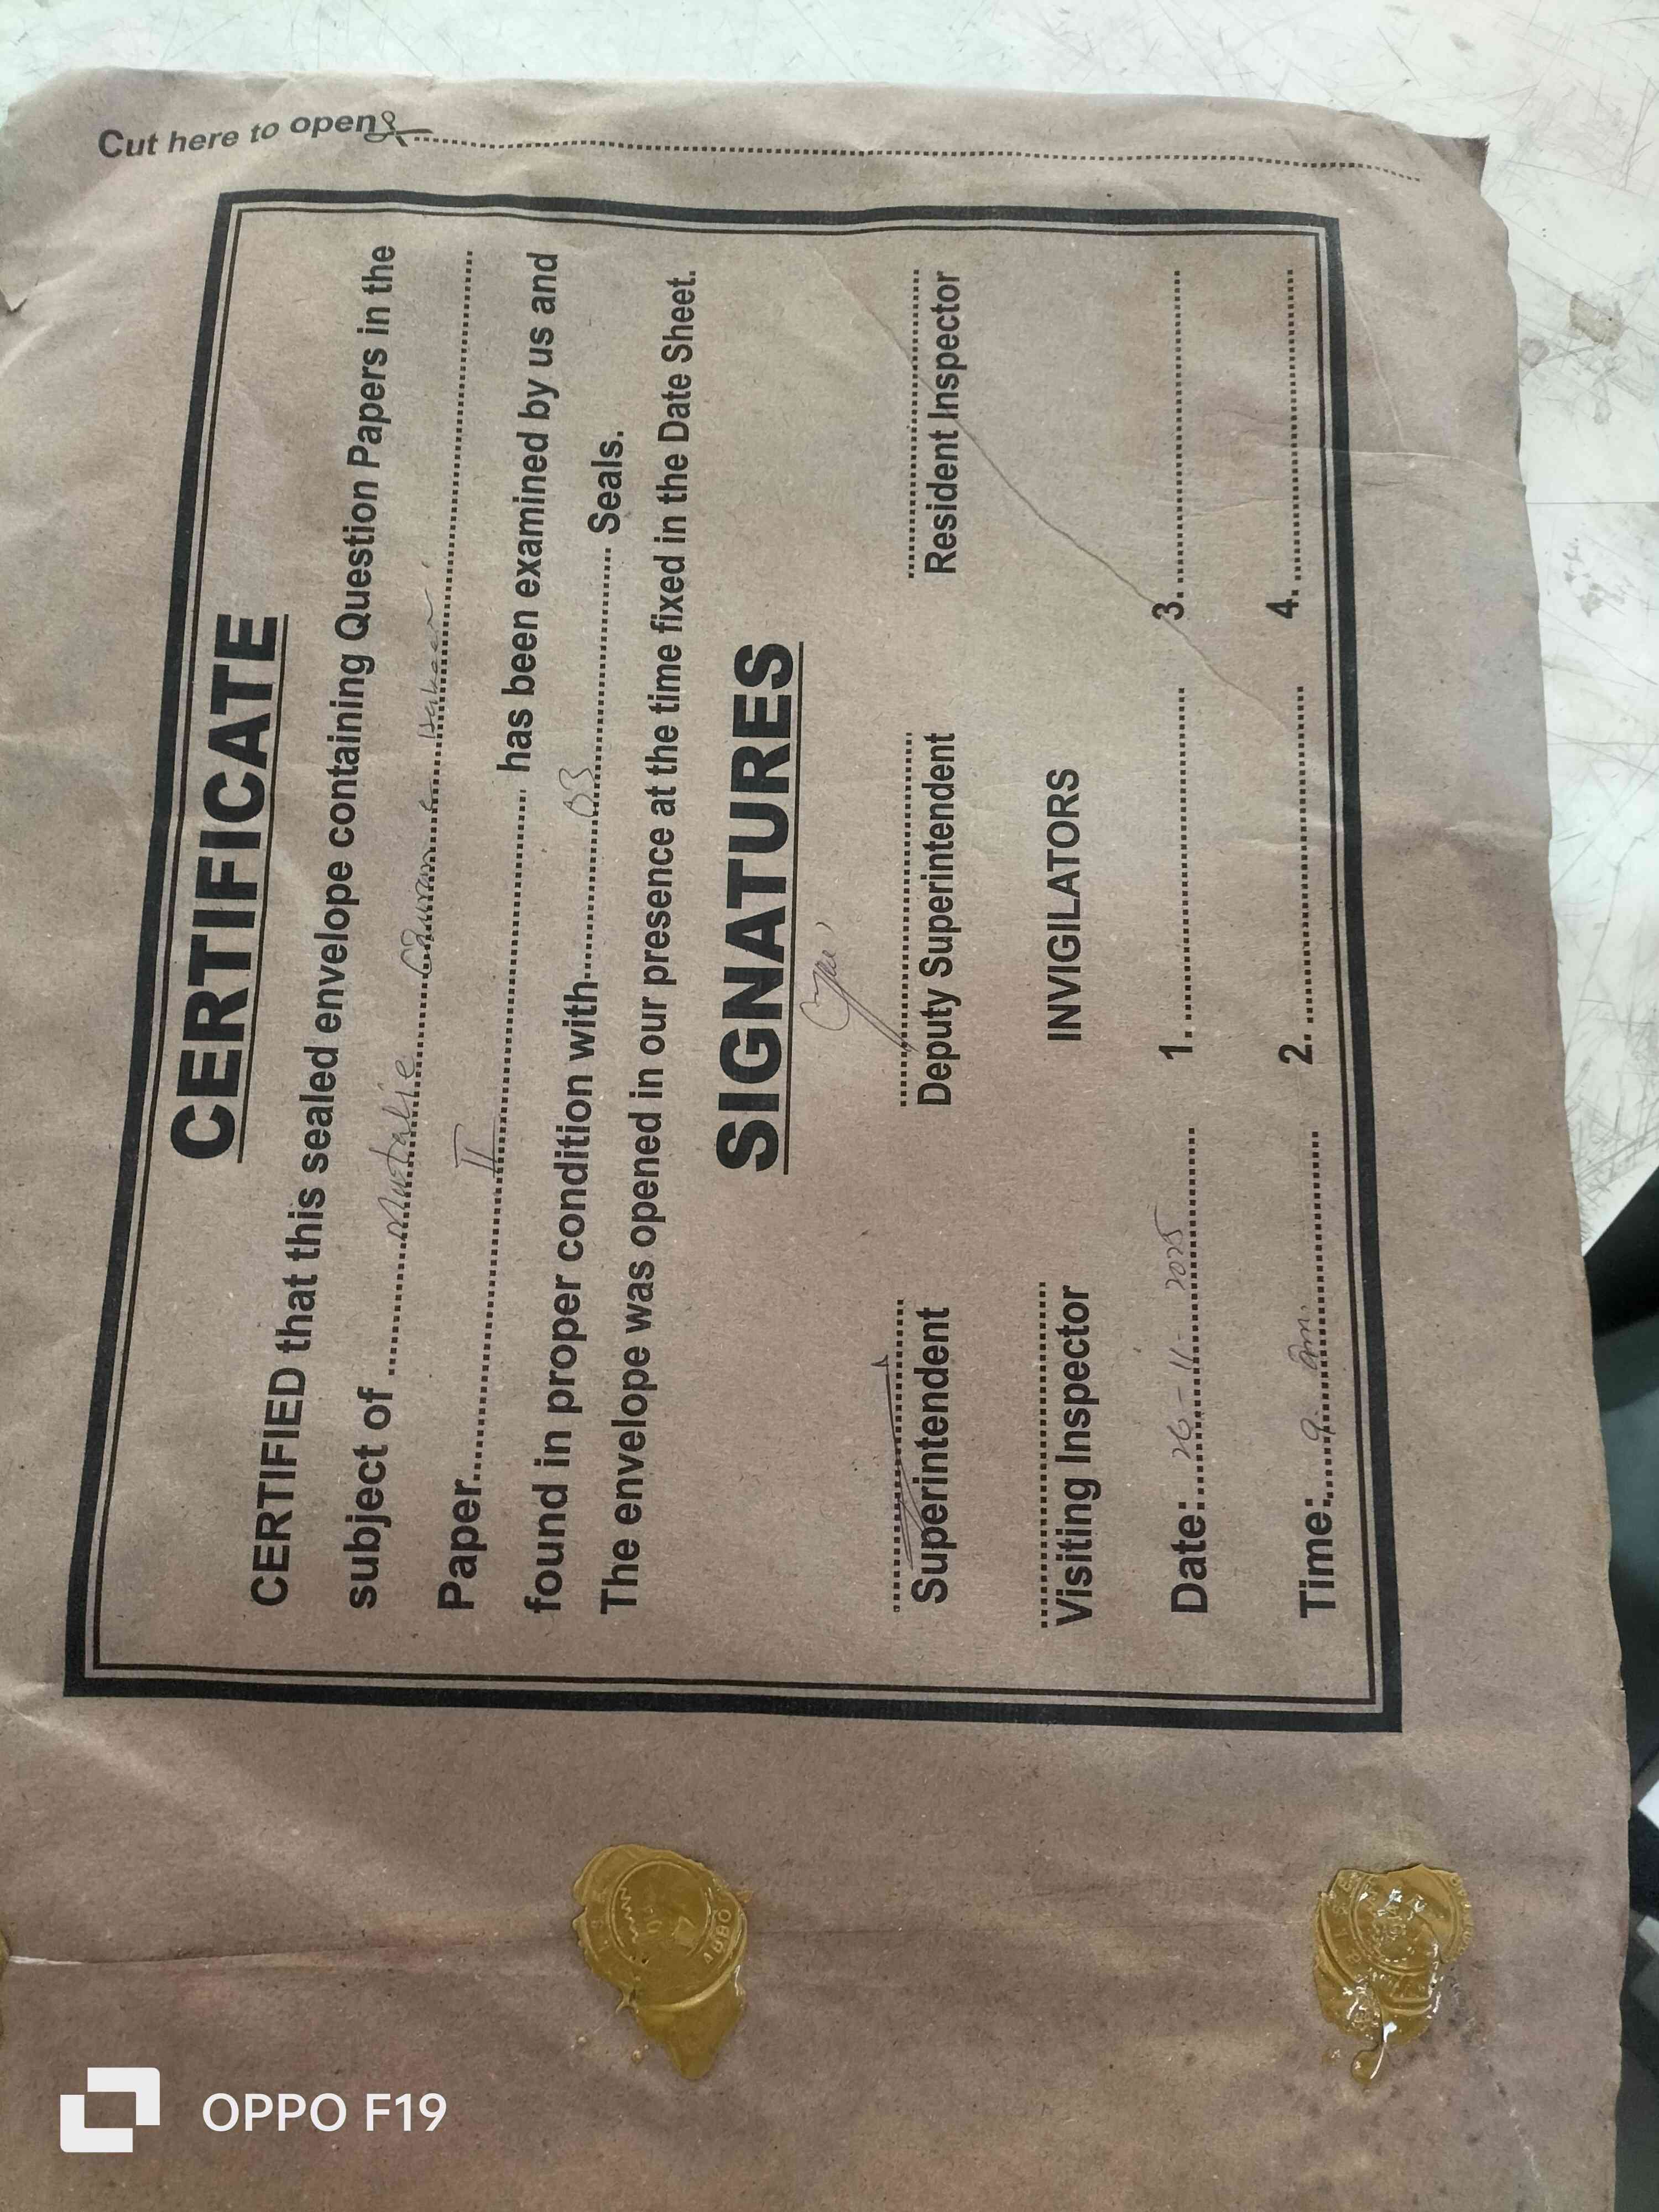 Cut here to open
CERTIFICATE
CERTIFIED that this sealed envelope containing Question Papers in the
subject of
Paper II has been examined by us and
found in proper condition with 03 Seals.
The envelope was opened in our presence at the time fixed in the Date Sheet.
SIGNATURES
Superintendent Deputy Superintendent Resident Inspector
Visiting Inspector INVIGILATORS
Date: 26-11-2025 1. 3.
Time: 9. am. 2. 4.
OPPO F19